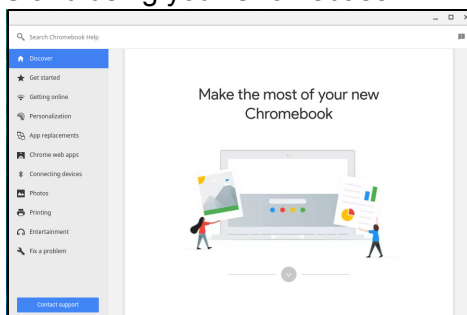 Search Chromebook Help
Discover
Get started
Getting online
Personalization
App replacements
Chrome web apps
Connecting devices
Photos
Printing
Entertainment
Fix a problem
Contact support
Make the most of your new
Chromebook